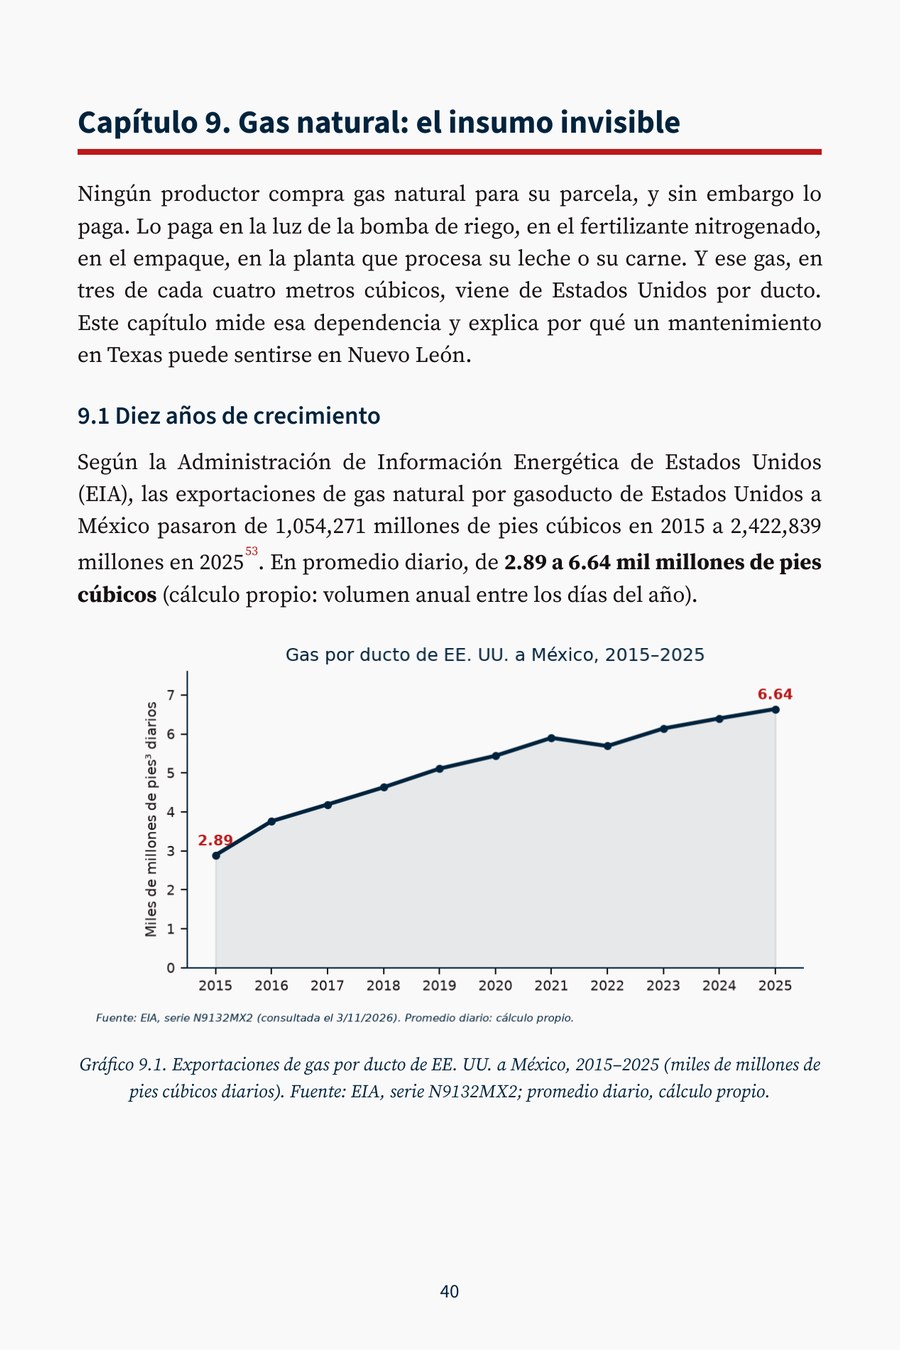 Capítulo 9. Gas natural: el insumo invisible
Ningún productor compra gas natural para su parcela, y sin embargo lo
paga. Lo paga en la luz de la bomba de riego, en el fertilizante nitrogenado,
en el empaque, en la planta que procesa su leche o su carne. Y ese gas, en
tres de cada cuatro metros cúbicos, viene de Estados Unidos por ducto.
Este capítulo mide esa dependencia y explica por qué un mantenimiento
en Texas puede sentirse en Nuevo León.
9.1 Diez años de crecimiento
Según la Administración de Información Energética de Estados Unidos
(EIA), las exportaciones de gas natural por gasoducto de Estados Unidos a
México pasaron de 1,054,271 millones de pies cúbicos en 2015 a 2,422,839
millones en 2025⁵³. En promedio diario, de 2.89 a 6.64 mil millones de pies
cúbicos (cálculo propio: volumen anual entre los días del año).
Gas por ducto de EE. UU. a México, 2015–2025
Miles de millones de pies³ diarios
7
6
5
4
3
2
1
0
2.89
6.64
2015 2016 2017 2018 2019 2020 2021 2022 2023 2024 2025
Fuente: EIA, serie N9132MX2 (consultada el 3/11/2026). Promedio diario: cálculo propio.
Gráfico 9.1. Exportaciones de gas por ducto de EE. UU. a México, 2015–2025 (miles de millones de
pies cúbicos diarios). Fuente: EIA, serie N9132MX2; promedio diario, cálculo propio.
40